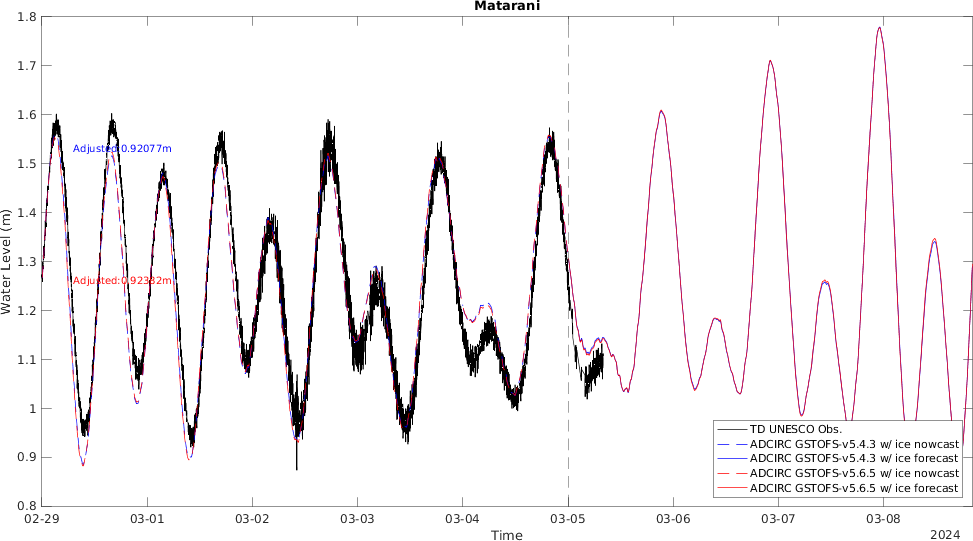 Matarani
1.8
1.7
1.6
1.5
1.4
1.3
1.2
1.1
1
0.9
0.8
Water Level (m)
Adjusted:0.92077m
Adjusted:0.92332m
TD UNESCO Obs.
ADCIRC GSTOFS-v5.4.3 w/ ice nowcast
ADCIRC GSTOFS-v5.4.3 w/ ice forecast
ADCIRC GSTOFS-v5.6.5 w/ ice nowcast
ADCIRC GSTOFS-v5.6.5 w/ ice forecast
02-29 03-01 03-02 03-03 03-04 03-05 03-06 03-07 03-08
Time
2024